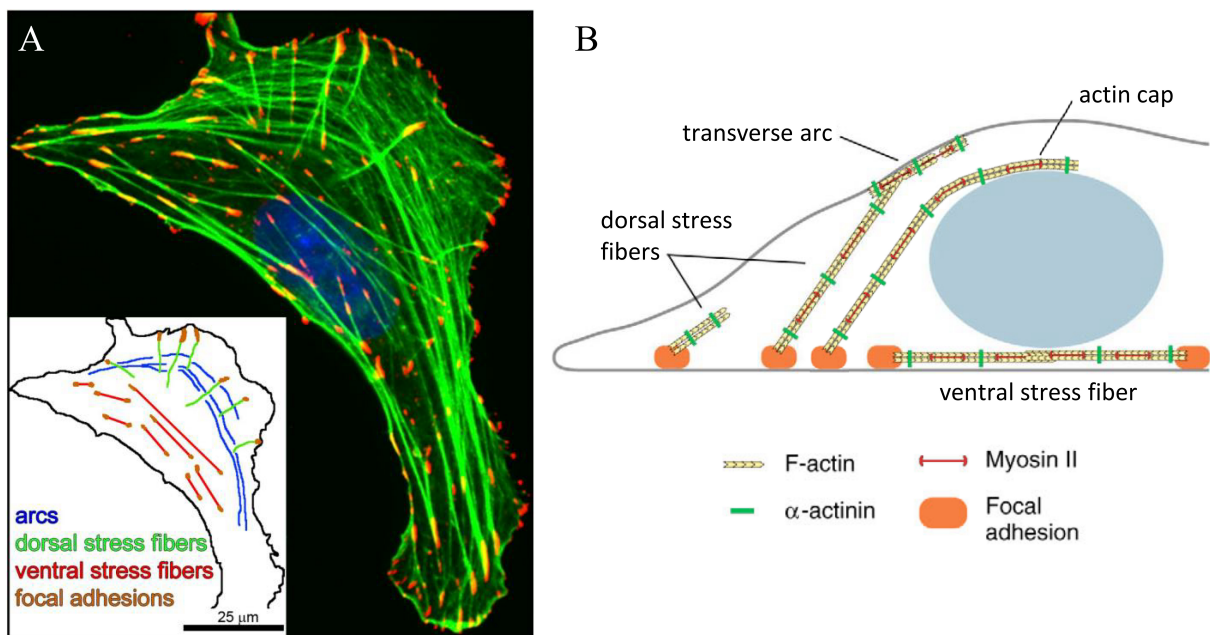 A
arcs
dorsal stress fibers
ventral stress fibers
focal adhesions
25 μm
B
actin cap
transverse arc
dorsal stress
fibers
ventral stress fiber
F-actin
Myosin II
α-actinin
Focal
adhesion